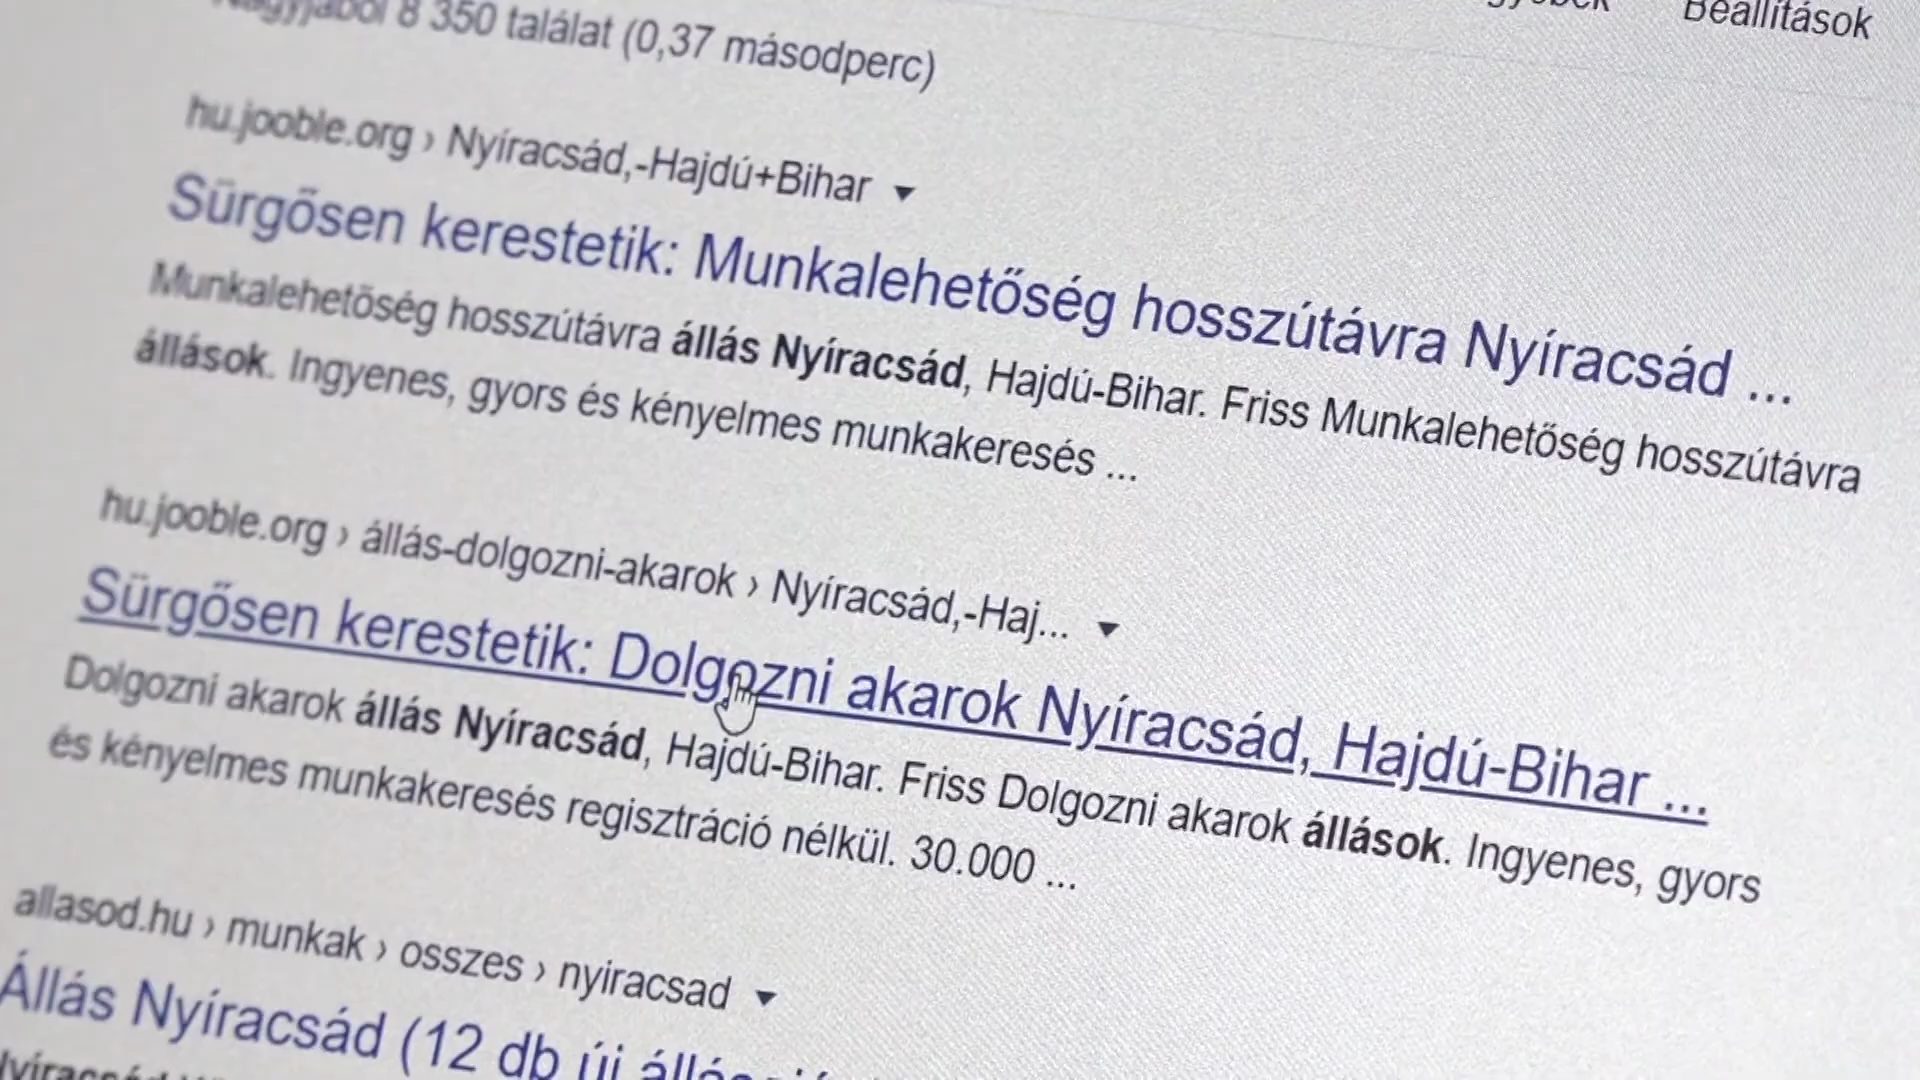 Nagyjából 8 350 találat (0,37 másodperc)
Beállítások
hu.jooble.org › Nyíracsád,-Hajdú+Bihar
Sürgősen kerestetik: Munkalehetőség hosszútávra Nyíracsád ...
Munkalehetőség hosszútávra állás Nyíracsád, Hajdú-Bihar. Friss Munkalehetőség hosszútávra
állások. Ingyenes, gyors és kényelmes munkakeresés ...
hu.jooble.org › állás-dolgozni-akarok › Nyíracsád,-Haj...
Sürgősen kerestetik: Dolgozni akarok Nyíracsád, Hajdú-Bihar ...
Dolgozni akarok állás Nyíracsád, Hajdú-Bihar. Friss Dolgozni akarok állások. Ingyenes, gyors
és kényelmes munkakeresés regisztráció nélkül. 30.000 ...
allasod.hu › munkak › osszes › nyiracsad
Állás Nyíracsád (12 db új